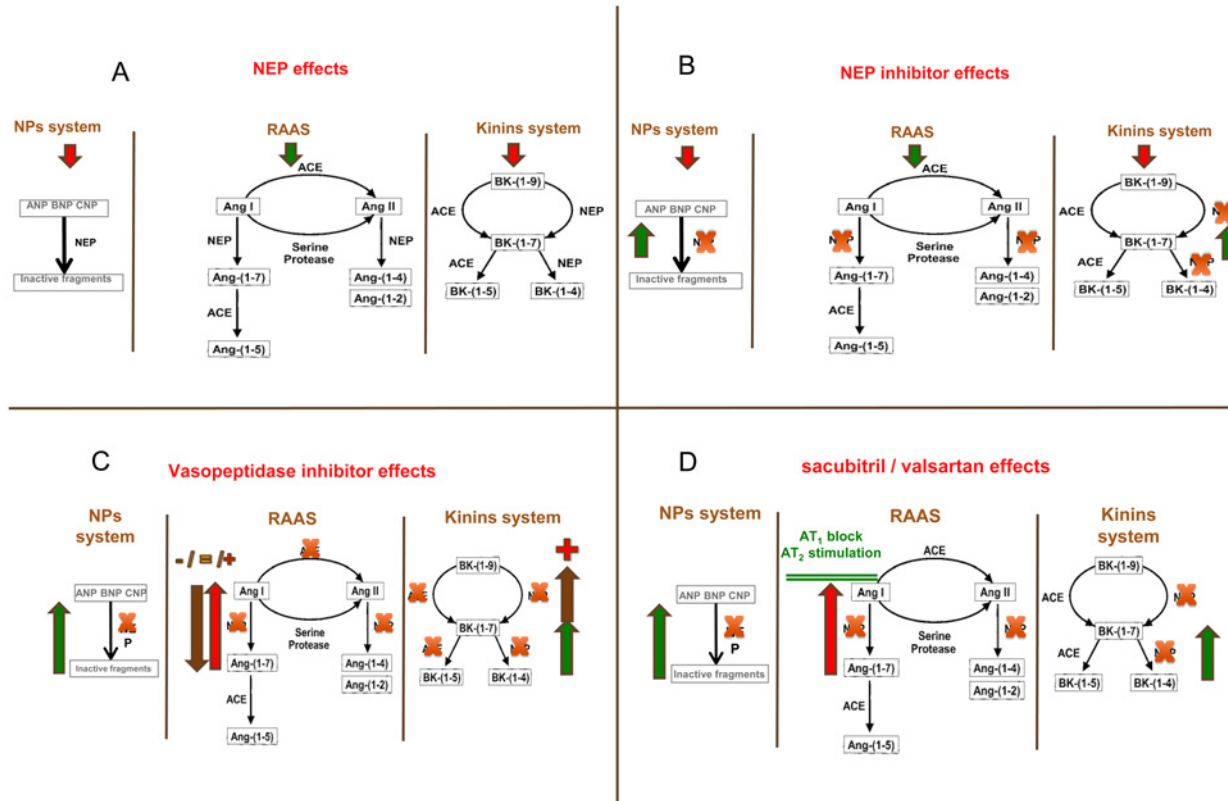 A
NEP effects
NPs system
RAAS
Kinins system
ACE
BK-(1-9)
ANP BNP CNP
Ang I
Ang II
ACE
NEP
NEP
NEP
Serine
Protease
NEP
BK-(1-7)
ACE
NEP
Inactive fragments
Ang-(1-7)
Ang-(1-4)
BK-(1-5)
BK-(1-4)
Ang-(1-2)
ACE
Ang-(1-5)
B
NEP inhibitor effects
NPs system
RAAS
Kinins system
ACE
BK-(1-9)
ANP BNP CNP
Ang I
Ang II
ACE
Serine
Protease
BK-(1-7)
ACE
Inactive fragments
Ang-(1-7)
Ang-(1-4)
BK-(1-5)
BK-(1-4)
Ang-(1-2)
ACE
Ang-(1-5)
C
Vasopeptidase inhibitor effects
NPs
system
RAAS
Kinins system
- / = /+
+
BK-(1-9)
ANP BNP CNP
Ang I
Ang II
P
Serine
Protease
BK-(1-7)
Inactive fragments
Ang-(1-7)
Ang-(1-4)
BK-(1-5)
BK-(1-4)
Ang-(1-2)
ACE
Ang-(1-5)
D
sacubitril / valsartan effects
NPs system
RAAS
Kinins
system
AT1 block
AT2 stimulation
ACE
BK-(1-9)
ANP BNP CNP
Ang I
Ang II
ACE
P
Serine
Protease
BK-(1-7)
ACE
Inactive fragments
Ang-(1-7)
Ang-(1-4)
BK-(1-5)
BK-(1-4)
Ang-(1-2)
ACE
Ang-(1-5)